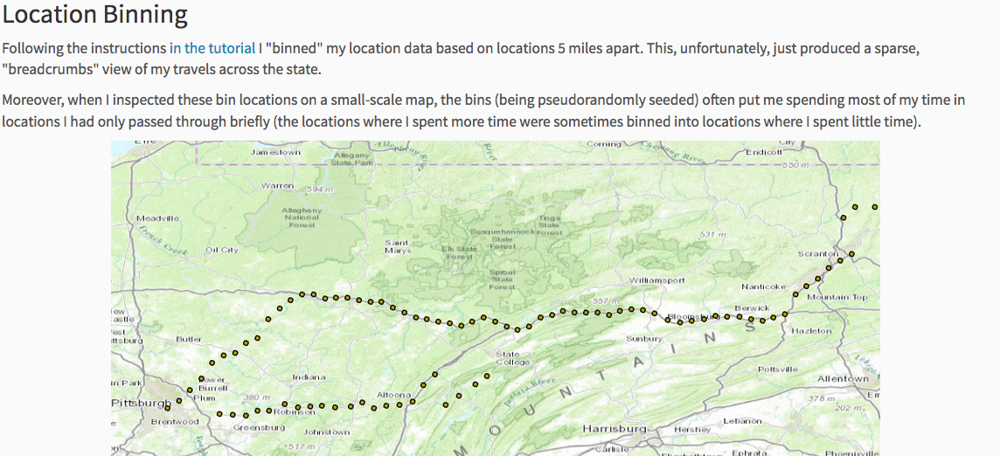 Location Binning
Following the instructions in the tutorial I "binned" my location data based on locations 5 miles apart. This, unfortunately, just produced a sparse,
"breadcrumbs" view of my travels across the state.
Moreover, when I inspected these bin locations on a small-scale map, the bins (being pseudorandomly seeded) often put me spending most of my time in
locations I had only passed through briefly (the locations where I spent more time were sometimes binned into locations where I spent little time).
Corning
City
Jamestown
Allegany
State Park
Allegheny River
River
Chemung River
Endicott
550 m
Warren
594 m
Allegheny
National
Forest
Meadville
French Creek
Oil City
Saint
Marys
Tioga
State
Forest
Susquehannock
State
Forest
Elk State
Forest
Sproul
State
Forest
531 m
Scranton
Williamsport
Nanticoke
557 m
Mountain Top
ew
astle
Bloomsburg
Berwick
est
ttsburg
Butler
Sunbury
Hazleton
State
College
Pottsville
Lehigh
in Park
Lower
Burrell
Indiana
Juniata River
Allentown
Pittsburgh
Plum
380 m
Altoona
Em
378 m
202 m
Robinson
Brentwood
Greensburg
Johnstown
Harrisburg
Hershey
Lebanon
517 m
Carlisle
Ephrata
Phoenixville
M O U N T A I N S